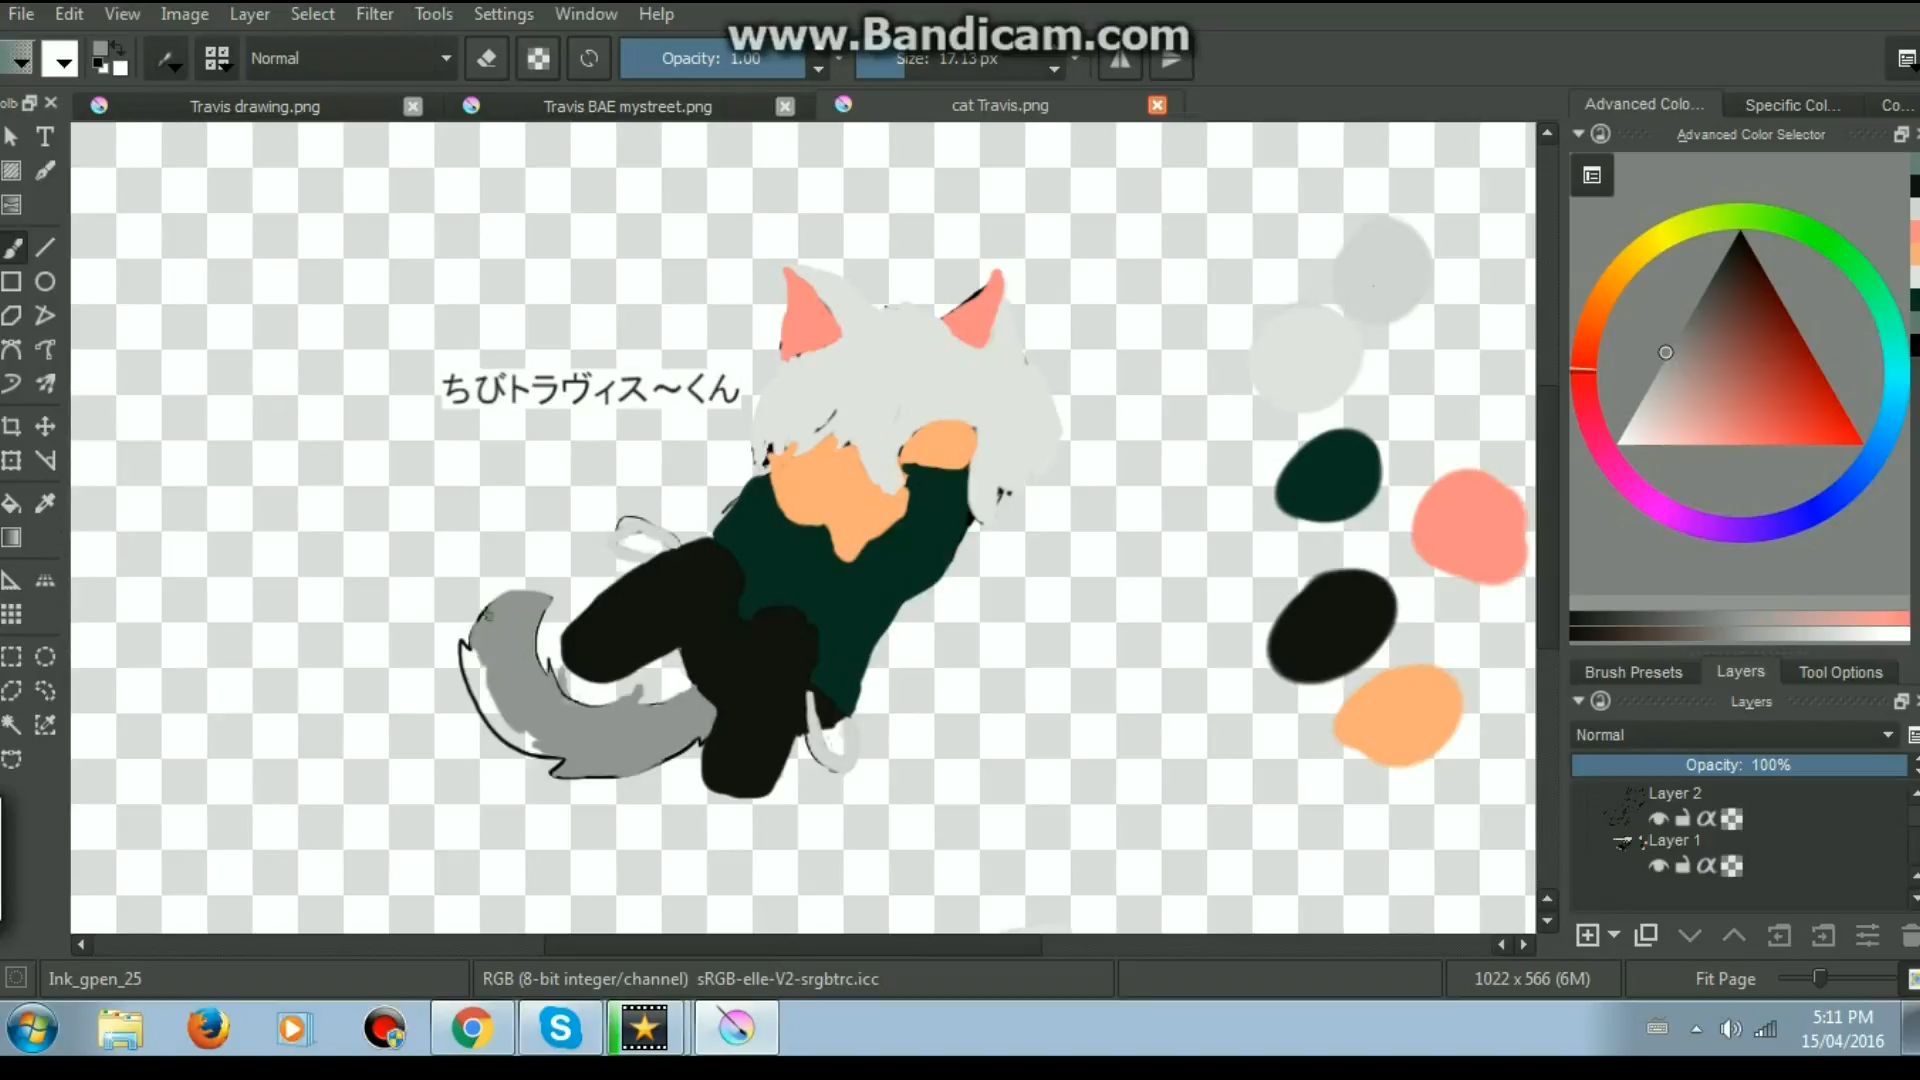 File Edit View Image Layer Select Filter Tools Settings Window Help
www.Bandicam.com
Normal
Opacity: 1.00
Size: 17.13 px
Travis drawing.png
Travis BAE mystreet.png
cat Travis.png
Advanced Colo...
Specific Col...
Co...
Advanced Color Selector
ちびトラヴィス～くん
Brush Presets
Layers
Tool Options
Layers
Normal
Opacity: 100%
Layer 2
Layer 1
Ink_gpen_25
RGB (8-bit integer/channel) sRGB-elle-V2-srgbtrc.icc
1022 x 566 (6M)
Fit Page
5:11 PM
15/04/2016